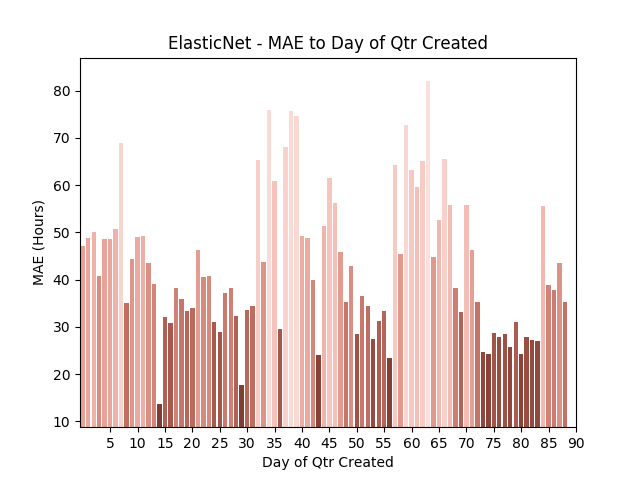 ElasticNet - MAE to Day of Qtr Created
MAE (Hours)
80
70
60
50
40
30
20
10
5 10 15 20 25 30 35 40 45 50 55 60 65 70 75 80 85 90
Day of Qtr Created